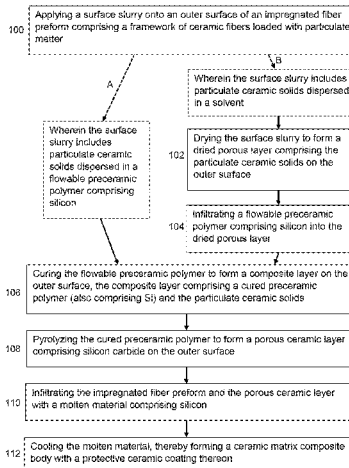 100
Applying a surface slurry onto an outer surface of an impregnated fiber
preform comprising a framework of ceramic fibers loaded with particulate
matter
A
B
Wherein the surface slurry includes
particulate ceramic solids dispersed
in a solvent
Wherein the surface
slurry includes
particulate ceramic
solids dispersed in a
flowable preceramic
polymer comprising
silicon
102
Drying the surface slurry to form a
dried porous layer comprising the
particulate ceramic solids on the
outer surface
104
Infiltrating a flowable preceramic
polymer comprising silicon into the
dried porous layer
106
Curing the flowable preceramic polymer to form a composite layer on the
outer surface, the composite layer comprising a cured preceramic
polymer (also comprising Si) and the particulate ceramic solids
108
Pyrolyzing the cured preceramic polymer to form a porous ceramic layer
comprising silicon carbide on the outer surface
110
Infiltrating the impregnated fiber preform and the porous ceramic layer
with a molten material comprising silicon
112
Cooling the molten material, thereby forming a ceramic matrix composite
body with a protective ceramic coating thereon